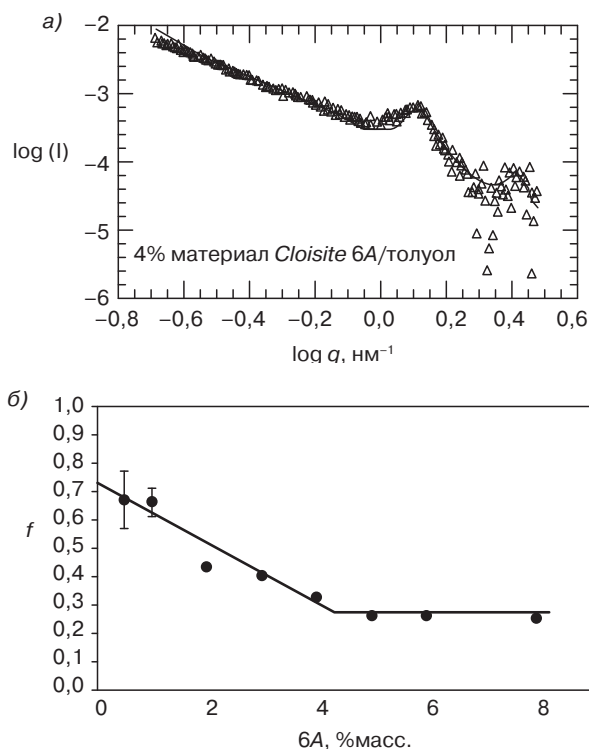 а)
–2
–3
log (I)
–4
–5
–6
4% материал Cloisite 6A/толуол
–0,8 –0,6 –0,4 –0,2 0,0 0,2 0,4 0,6
log q, нм⁻¹
б)
1,0
0,9
0,8
0,7
0,6
f
0,5
0,4
0,3
0,2
0,1
0,0
0 2 4 6 8
6A, %масс.